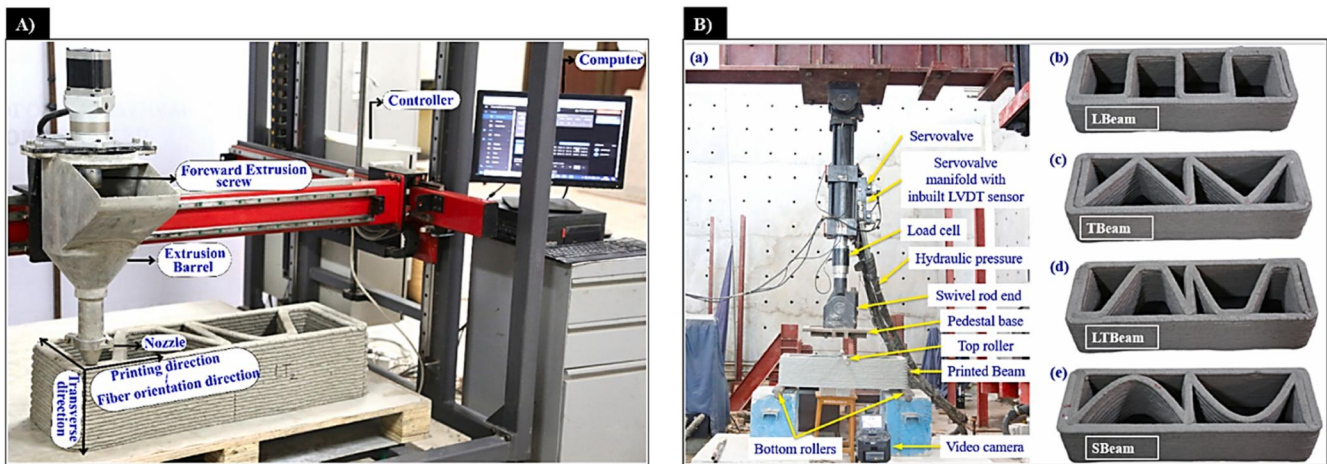 A)
Computer
Controller
Foreward Extrusion
screw
Extrusion
Barrel
Nozzle
Printing direction
/
Fiber orientation direction
Transverse
direction
B)
(a)
Servovalve
Servovalve
manifold with
inbuilt LVDT sensor
Load cell
Hydraulic pressure
Swivel rod end
Pedestal base
Top roller
Printed Beam
Bottom rollers
Video camera
(b)
LBeam
(c)
TBeam
(d)
LTBeam
(e)
SBeam